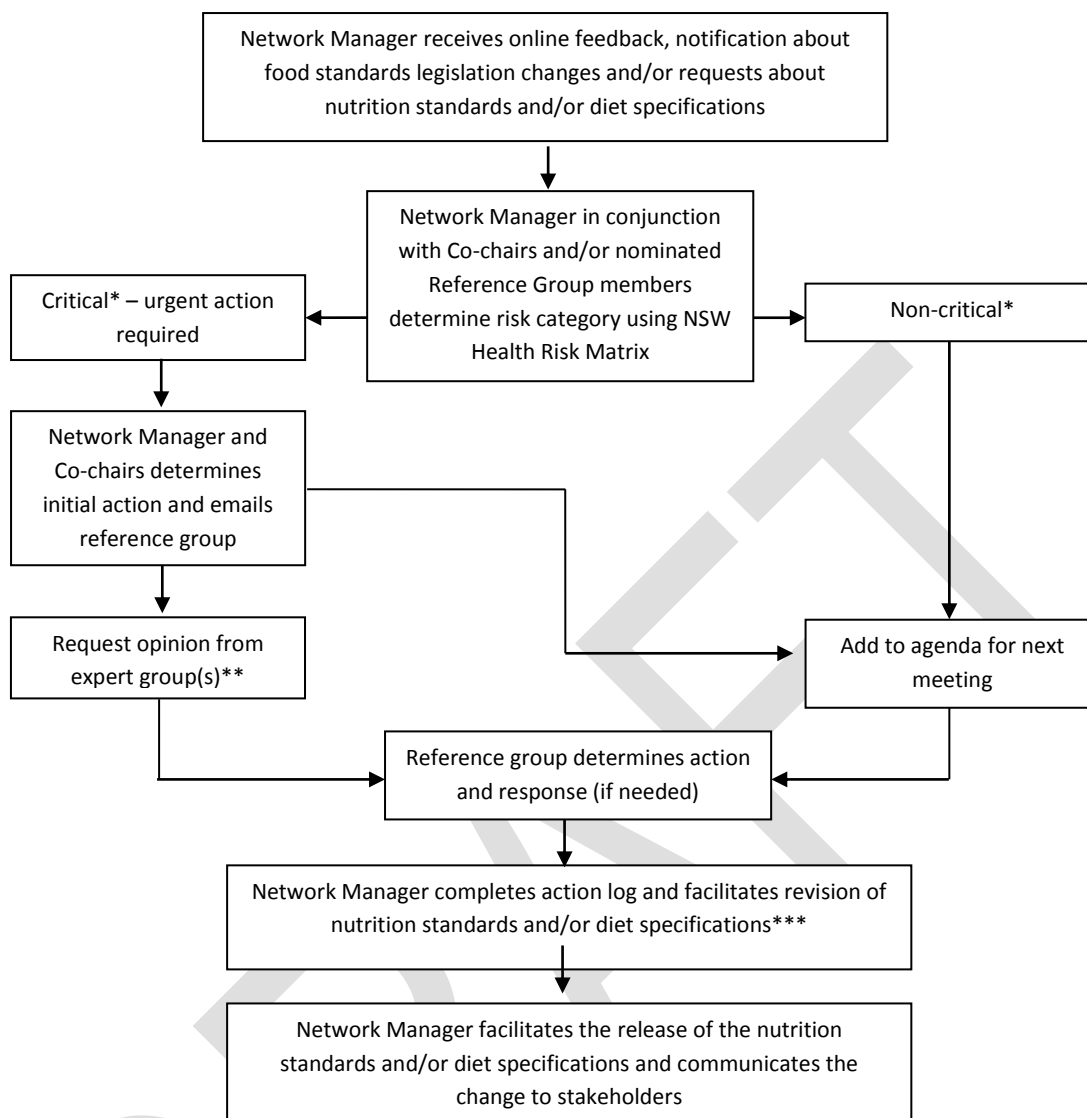 Network Manager receives online feedback, notification about
food standards legislation changes and/or requests about
nutrition standards and/or diet specifications
Network Manager in conjunction
with Co-chairs and/or nominated
Reference Group members
determine risk category using NSW
Health Risk Matrix
Critical* – urgent action
required
Non-critical*
Network Manager and
Co-chairs determines
initial action and emails
reference group
Request opinion from
expert group(s)**
Add to agenda for next
meeting
Reference group determines action
and response (if needed)
Network Manager completes action log and facilitates revision of
nutrition standards and/or diet specifications***
Network Manager facilitates the release of the nutrition
standards and/or diet specifications and communicates the
change to stakeholders
DRAFT